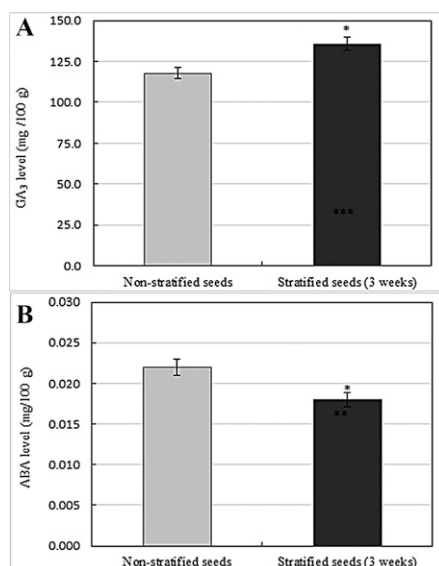 A
GA3 level (mg /100 g)
150.0
125.0
100.0
75.0
50.0
25.0
0.0
*
***
Non-stratified seeds
Stratified seeds (3 weeks)
B
ABA level (mg/100 g)
0.030
0.025
0.020
0.015
0.010
0.005
0.000
*
**
Non-stratified seeds
Stratified seeds (3 weeks)